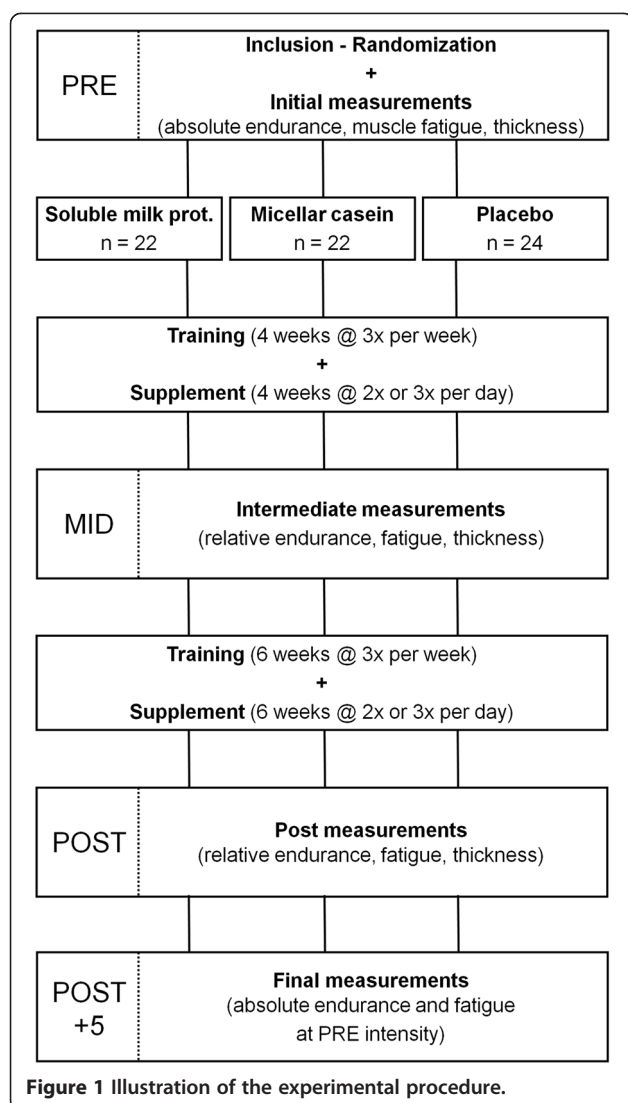 PRE
Inclusion - Randomization
+
Initial measurements
(absolute endurance, muscle fatigue, thickness)
Soluble milk prot.
n = 22
Micellar casein
n = 22
Placebo
n = 24
Training (4 weeks @ 3x per week)
+
Supplement (4 weeks @ 2x or 3x per day)
MID
Intermediate measurements
(relative endurance, fatigue, thickness)
Training (6 weeks @ 3x per week)
+
Supplement (6 weeks @ 2x or 3x per day)
POST
Post measurements
(relative endurance, fatigue, thickness)
POST
+5
Final measurements
(absolute endurance and fatigue
at PRE intensity)
Figure 1 Illustration of the experimental procedure.